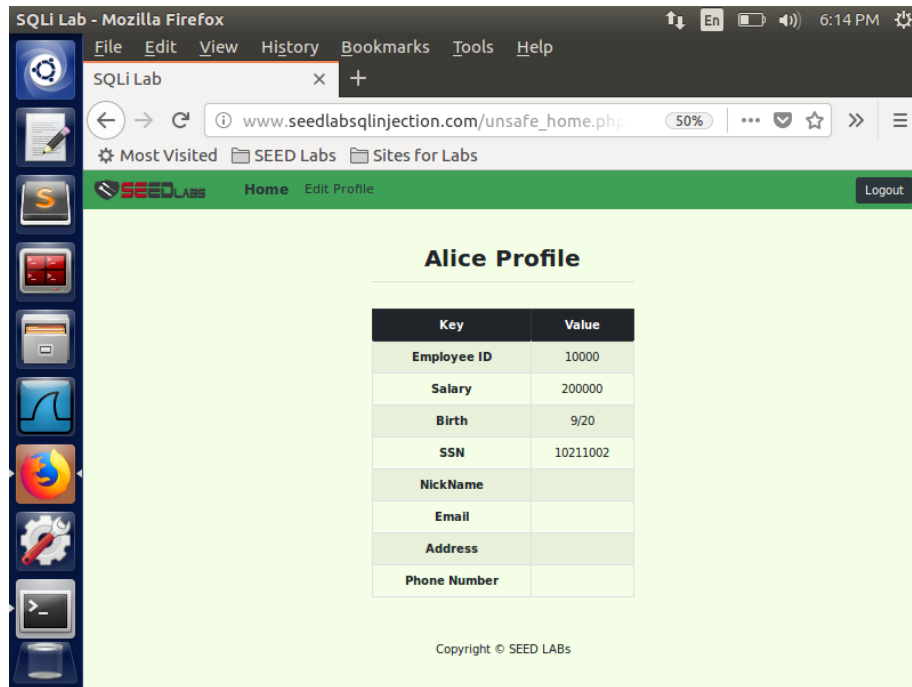 SQLi Lab - Mozilla Firefox En 6:14 PM
File Edit View History Bookmarks Tools Help
SQLi Lab
www.seedlabsqlinjection.com/unsafe_home.php 50%
Most Visited SEED Labs Sites for Labs
SEEDLABS Home Edit Profile Logout
Alice Profile
Key Value
Employee ID 10000
Salary 200000
Birth 9/20
SSN 10211002
NickName
Email
Address
Phone Number
Copyright © SEED LABs